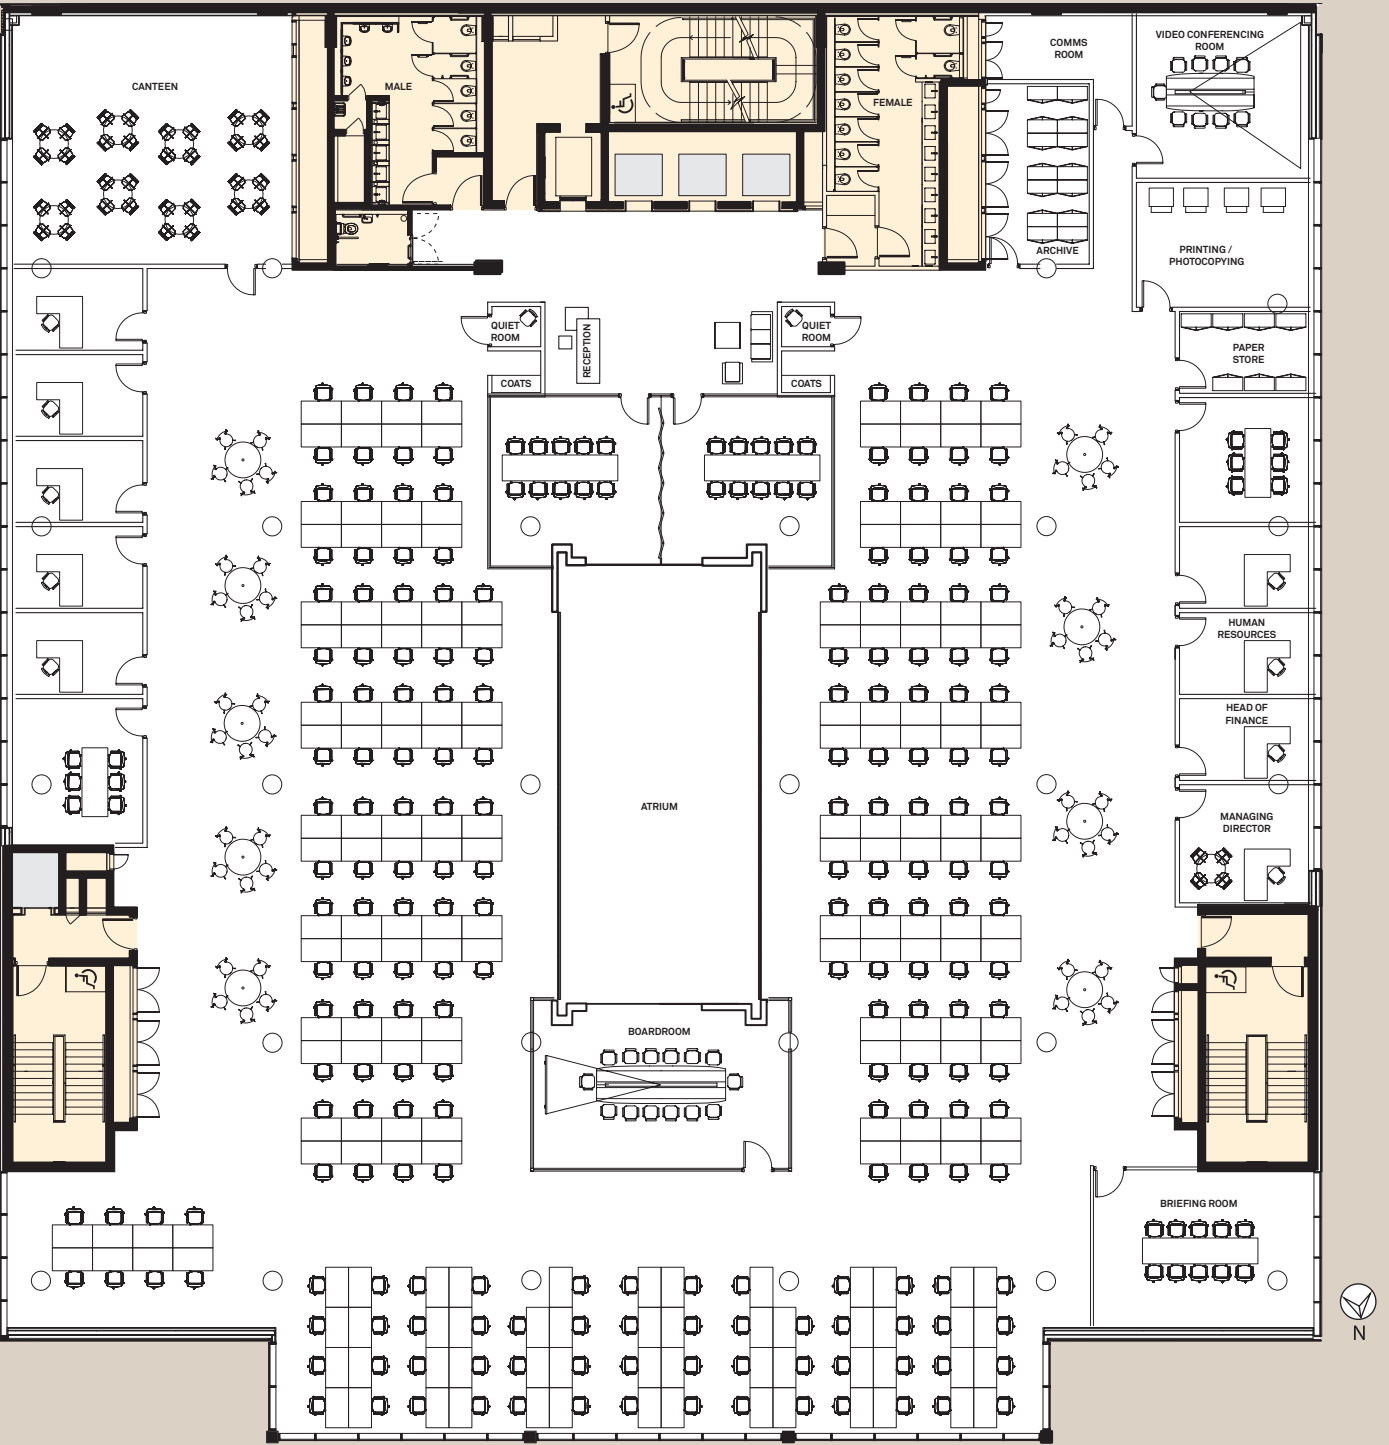 CANTEEN
MALE
FEMALE
COMMS
ROOM
VIDEO CONFERENCING
ROOM
ARCHIVE
PRINTING /
PHOTOCOPYING
QUIET
ROOM
RECEPTION
QUIET
ROOM
COATS
COATS
PAPER
STORE
HUMAN
RESOURCES
HEAD OF
FINANCE
ATRIUM
MANAGING
DIRECTOR
BOARDROOM
BRIEFING ROOM
N